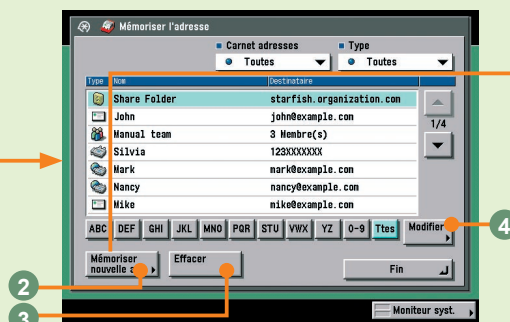 Mémoriser l'adresse
Carnet adresses Type
Toutes Toutes
Type Nom Destinataire
Share Folder starfish.organization.com
John john@example.com
Manual team 3 Membre(s)
Silvia 123XXXXXXX
Mark mark@example.com
Nancy nancy@example.com
Mike mike@example.com
1/4
ABC DEF GHI JKL MNO PQR STU VWX YZ 0-9 Ttes Modifier
4
Mémoriser Effacer
nouvelle
Fin
2
3
Moniteur syst.